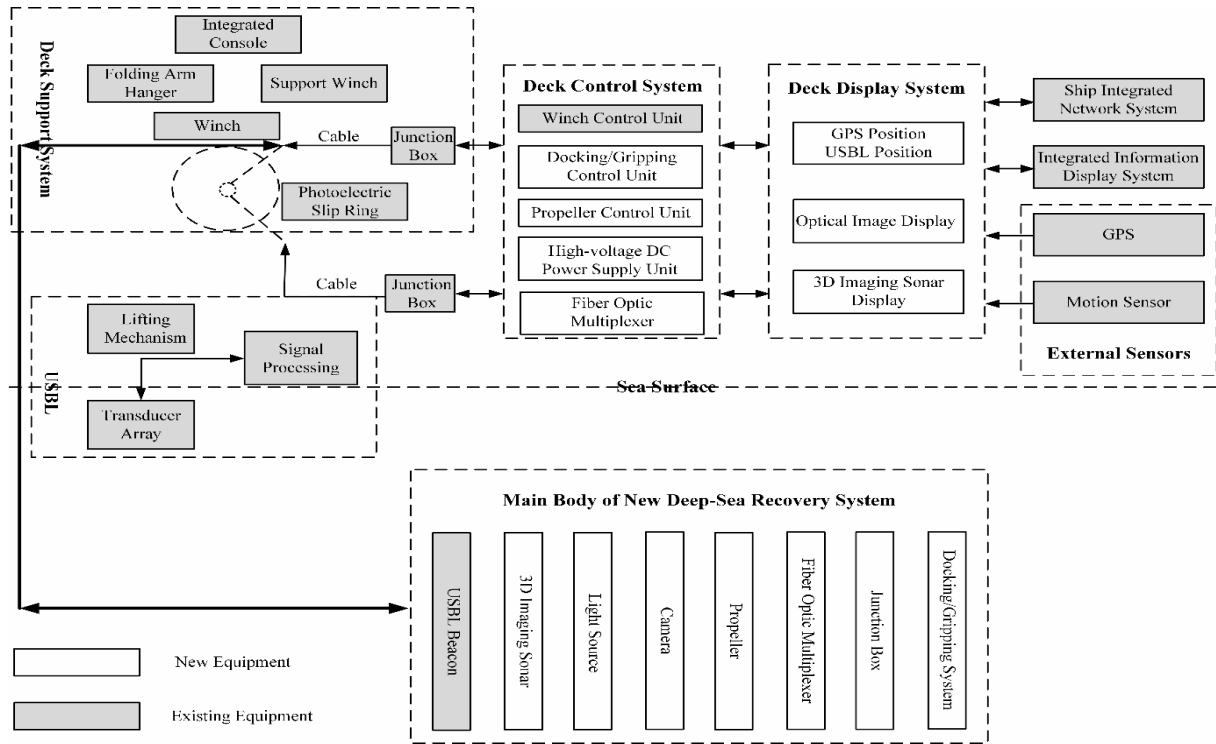 Deck Support System
Integrated
Console
Folding Arm
Hanger
Support Winch
Winch
Cable
Junction
Box
Photoelectric
Slip Ring
Cable
Junction
Box
Deck Control System
Winch Control Unit
Docking/Gripping
Control Unit
Propeller Control Unit
High-voltage DC
Power Supply Unit
Fiber Optic
Multiplexer
Deck Display System
GPS Position
USBL Position
Optical Image Display
3D Imaging Sonar
Display
Ship Integrated
Network System
Integrated Information
Display System
GPS
Motion Sensor
External Sensors
USBL
Lifting
Mechanism
Signal
Processing
Transducer
Array
Sea Surface
Main Body of New Deep-Sea Recovery System
USBL Beacon
3D Imaging Sonar
Light Source
Camera
Propeller
Fiber Optic Multiplexer
Junction Box
Docking/Gripping System
New Equipment
Existing Equipment